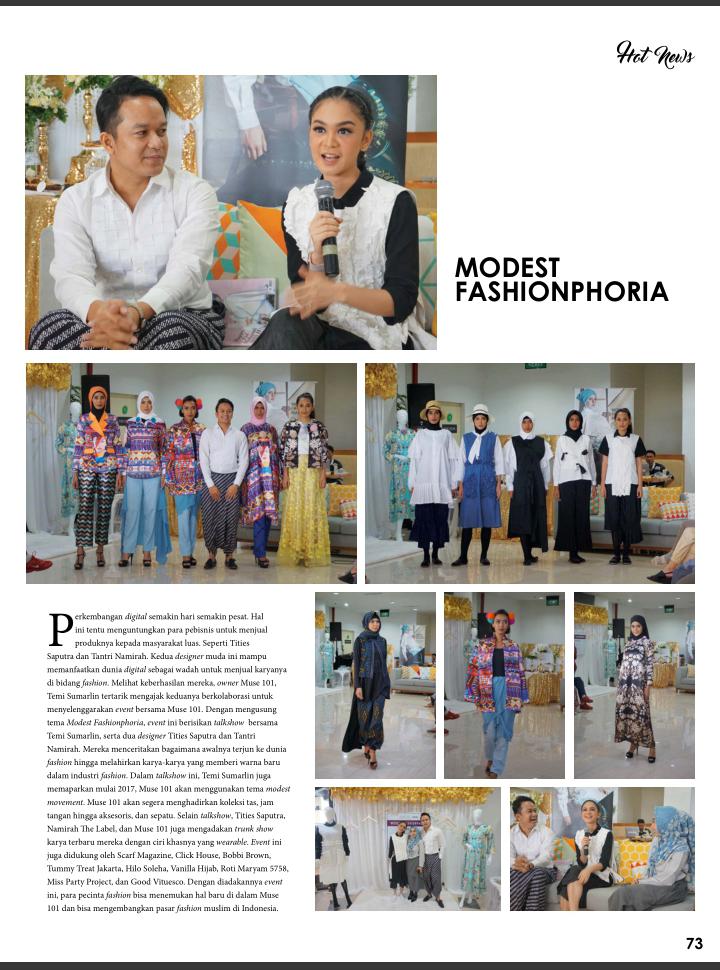 Hot News
MODEST
FASHIONPHORIA
Perkembangan digital semakin hari semakin pesat. Hal
ini tentu menguntungkan para pebisnis untuk menjual
produknya kepada masyarakat luas. Seperti Tities
Saputra dan Tantri Namirah. Kedua designer muda ini mampu
memanfaatkan dunia digital sebagai wadah untuk menjual karyanya
di bidang fashion. Melihat keberhasilan mereka, owner Muse 101,
Temi Sumarlin tertarik mengajak keduanya berkolaborasi untuk
menyelenggarakan event bersama Muse 101. Dengan mengusung
tema Modest Fashionphoria, event ini berisikan talkshow bersama
Temi Sumarlin, serta dua designer Tities Saputra dan Tantri
Namirah. Mereka menceritakan bagaimana awalnya terjun ke dunia
fashion hingga melahirkan karya-karya yang memberi warna baru
dalam industri fashion. Dalam talkshow ini, Temi Sumarlin juga
memaparkan mulai 2017, Muse 101 akan menggunakan tema modest
movement. Muse 101 akan segera menghadirkan koleksi tas, jam
tangan hingga aksesoris, dan sepatu. Selain talkshow, Tities Saputra,
Namirah The Label, dan Muse 101 juga mengadakan trunk show
karya terbaru mereka dengan ciri khasnya yang wearable. Event ini
juga didukung oleh Scarf Magazine, Click House, Bobbi Brown,
Tummy Treat Jakarta, Hilo Soleha, Vanilla Hijab, Roti Maryam 5758,
Miss Party Project, dan Good Vituesco. Dengan diadakannya event
ini, para pecinta fashion bisa menemukan hal baru di dalam Muse
101 dan bisa mengembangkan pasar fashion muslim di Indonesia.
73